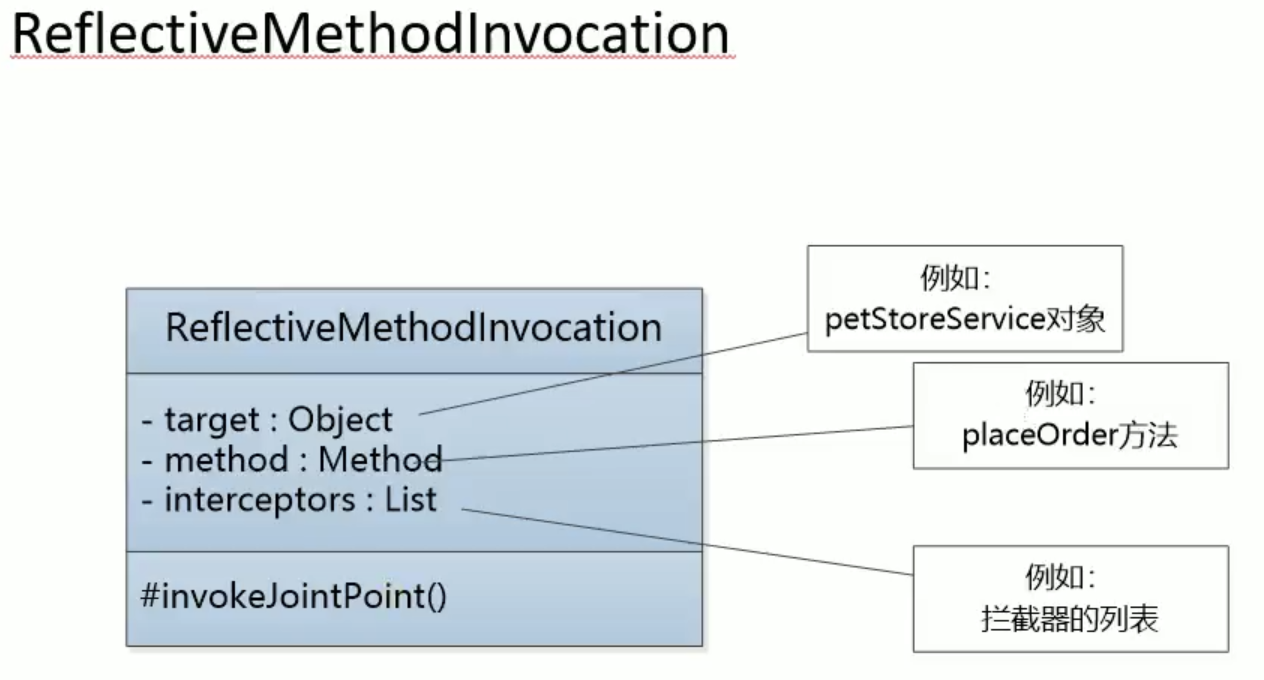 ReflectiveMethodInvocation
ReflectiveMethodInvocation
- target : Object
- method : Method
- interceptors : List
#invokeJointPoint()
例如：
petStoreService对象
例如：
placeOrder方法
例如：
拦截器的列表